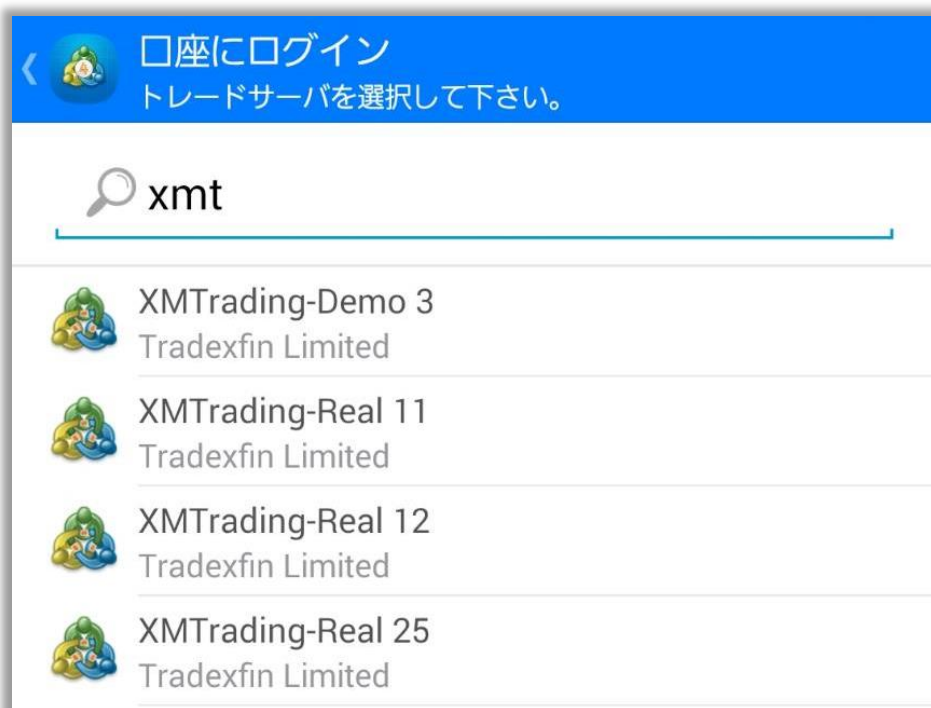 口座にログイン
トレードサーバを選択して下さい。
xmt
XMTrading-Demo 3
Tradexfin Limited
XMTrading-Real 11
Tradexfin Limited
XMTrading-Real 12
Tradexfin Limited
XMTrading-Real 25
Tradexfin Limited